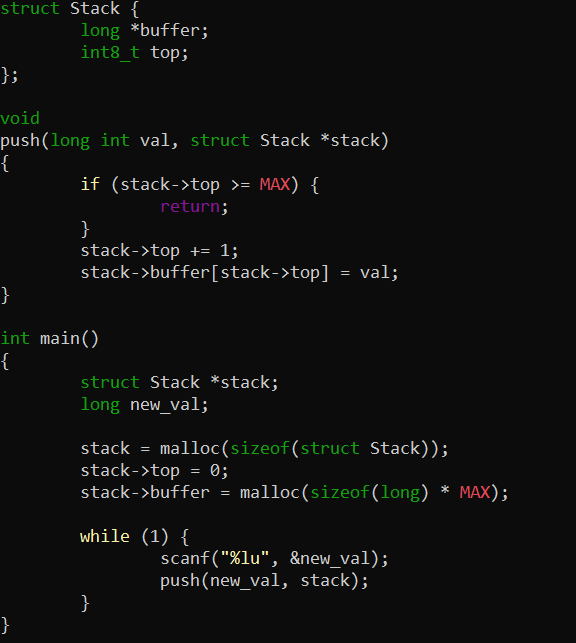 struct Stack {
        long *buffer;
        int8_t top;
};

void
push(long int val, struct Stack *stack)
{
        if (stack->top >= MAX) {
                return;
        }
        stack->top += 1;
        stack->buffer[stack->top] = val;
}

int main()
{
        struct Stack *stack;
        long new_val;

        stack = malloc(sizeof(struct Stack));
        stack->top = 0;
        stack->buffer = malloc(sizeof(long) * MAX);

        while (1) {
                scanf("%lu", &new_val);
                push(new_val, stack);
        }
}